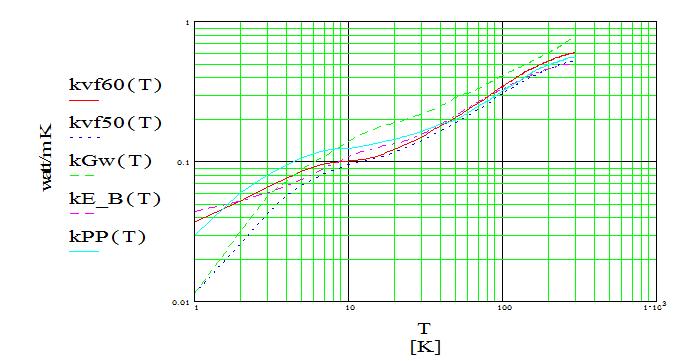 1
kvf60(T)
kvf50(T)
kGw(T)
kE_B(T)
kPP(T)
watt/mK
0.1
0.01
1 10 100 1·10³
T
[K]